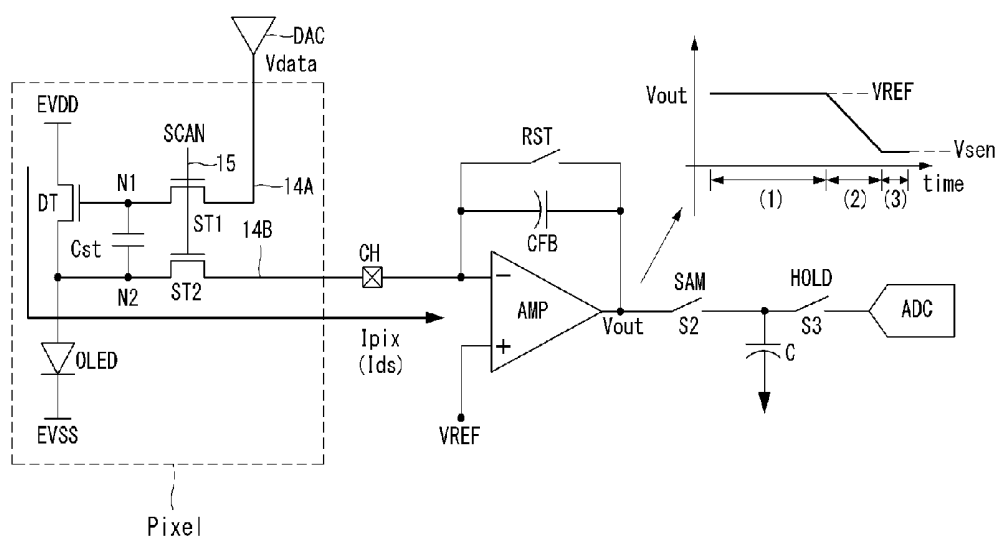 DAC
Vdata
EVDD
SCAN
15
N1
14A
DT
ST1
Cst
14B
ST2
N2
CH
RST
CFB
AMP
−
+
Vout
VREF
Vsen
time
(1)
(2)
(3)
SAM
HOLD
Vout
S2
S3
ADC
C
Ipix
(Ids)
OLED
EVSS
VREF
Pixel